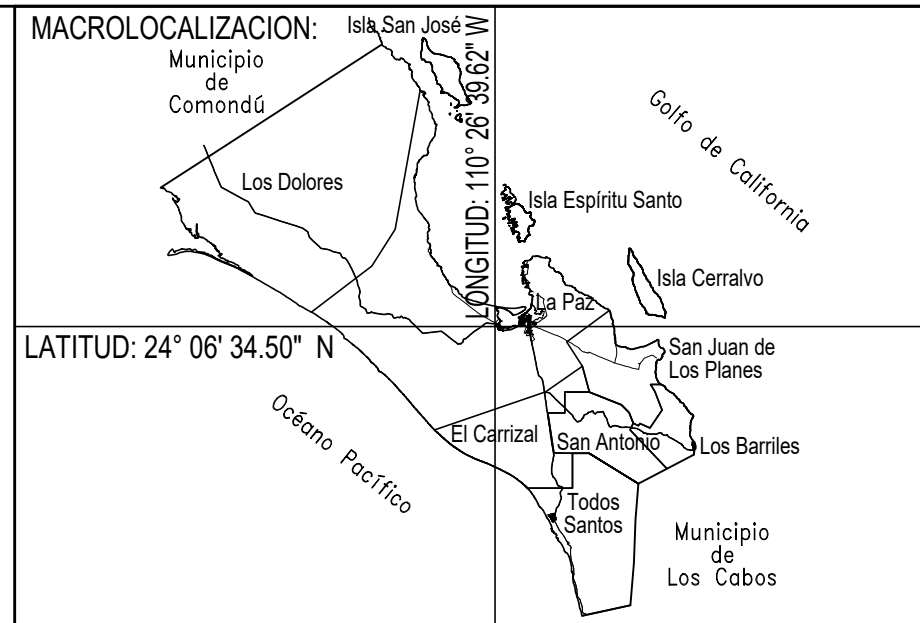 MACROLOCALIZACION:
Isla San José
Municipio
de
Comondú
LONGITUD: 110° 26' 39.62" W
Golfo de California
Los Dolores
Isla Espíritu Santo
Isla Cerralvo
La Paz
LATITUD: 24° 06' 34.50" N
San Juan de
Los Planes
Océano Pacífico
El Carrizal
San Antonio
Los Barriles
Todos
Santos
Municipio
de
Los Cabos